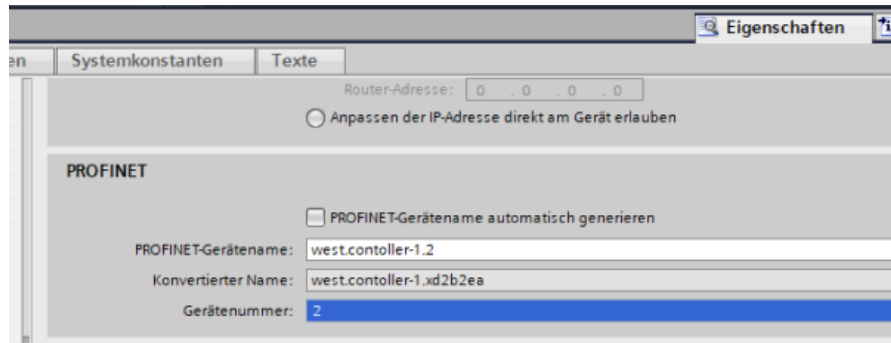 Eigenschaften
en Systemkonstanten Texte
Router-Adresse: 0 . 0 . 0 . 0
Anpassen der IP-Adresse direkt am Gerät erlauben
PROFINET
PROFINET-Gerätename automatisch generieren
PROFINET-Gerätename: west.contoller-1.2
Konvertierter Name: west.contoller-1.xd2b2ea
Gerätenummer: 2